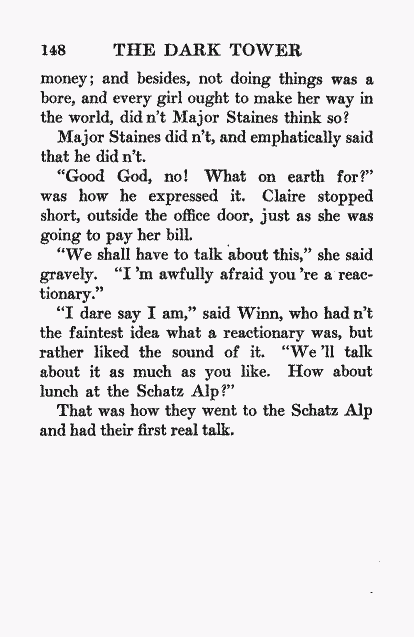 148 THE DARK TOWER
money; and besides, not doing things was a
bore, and every girl ought to make her way in
the world, did n't Major Staines think so?
Major Staines did n't, and emphatically said
that he did n't.
"Good God, no! What on earth for?"
was how he expressed it. Claire stopped
short, outside the office door, just as she was
going to pay her bill.
"We shall have to talk about this," she said
gravely. "I 'm awfully afraid you 're a reac-
tionary."
"I dare say I am," said Winn, who had n't
the faintest idea what a reactionary was, but
rather liked the sound of it. "We 'll talk
about it as much as you like. How about
lunch at the Schatz Alp?"
That was how they went to the Schatz Alp
and had their first real talk.